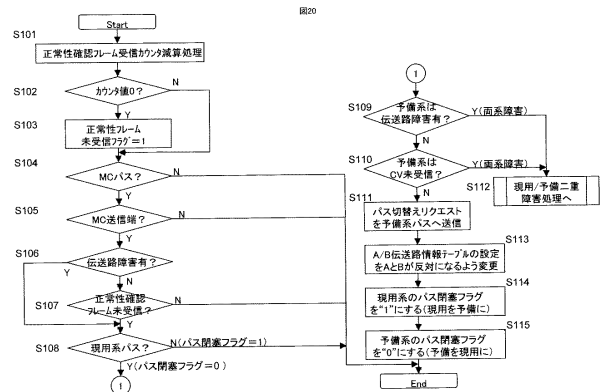 図20
Start
S101
正常性確認フレーム受信カウンタ減算処理
S102
カウンタ値0？
N
Y
S103
正常性フレーム
未受信フラグ=1
S104
MCパス？
N
Y
S105
MC送信端？
N
Y
S106
伝送路障害有？
Y
N
S107
正常性確認
フレーム未受信？
N
Y
S108
現用系パス？
N(パス閉塞フラグ=1)
Y(パス閉塞フラグ=0)
1
1
S109
予備系は
伝送路障害有？
Y(両系障害)
N
S110
予備系は
CV未受信？
Y(両系障害)
N
S112
現用/予備二重
障害処理へ
S111
パス切替えリクエスト
を予備系パスへ送信
S113
A/B伝送路情報テーブルの設定
をAとBが反対になるよう変更
S114
現用系のパス閉塞フラグ
を"1"にする(現用を予備に)
S115
予備系のパス閉塞フラグ
を"0"にする(予備を現用に)
End